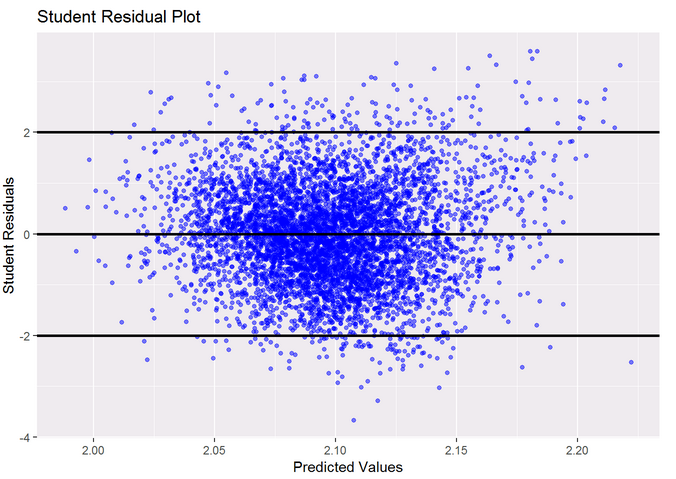 Student Residual Plot
Student Residuals
2
0
-2
-4
2.00 2.05 2.10 2.15 2.20
Predicted Values